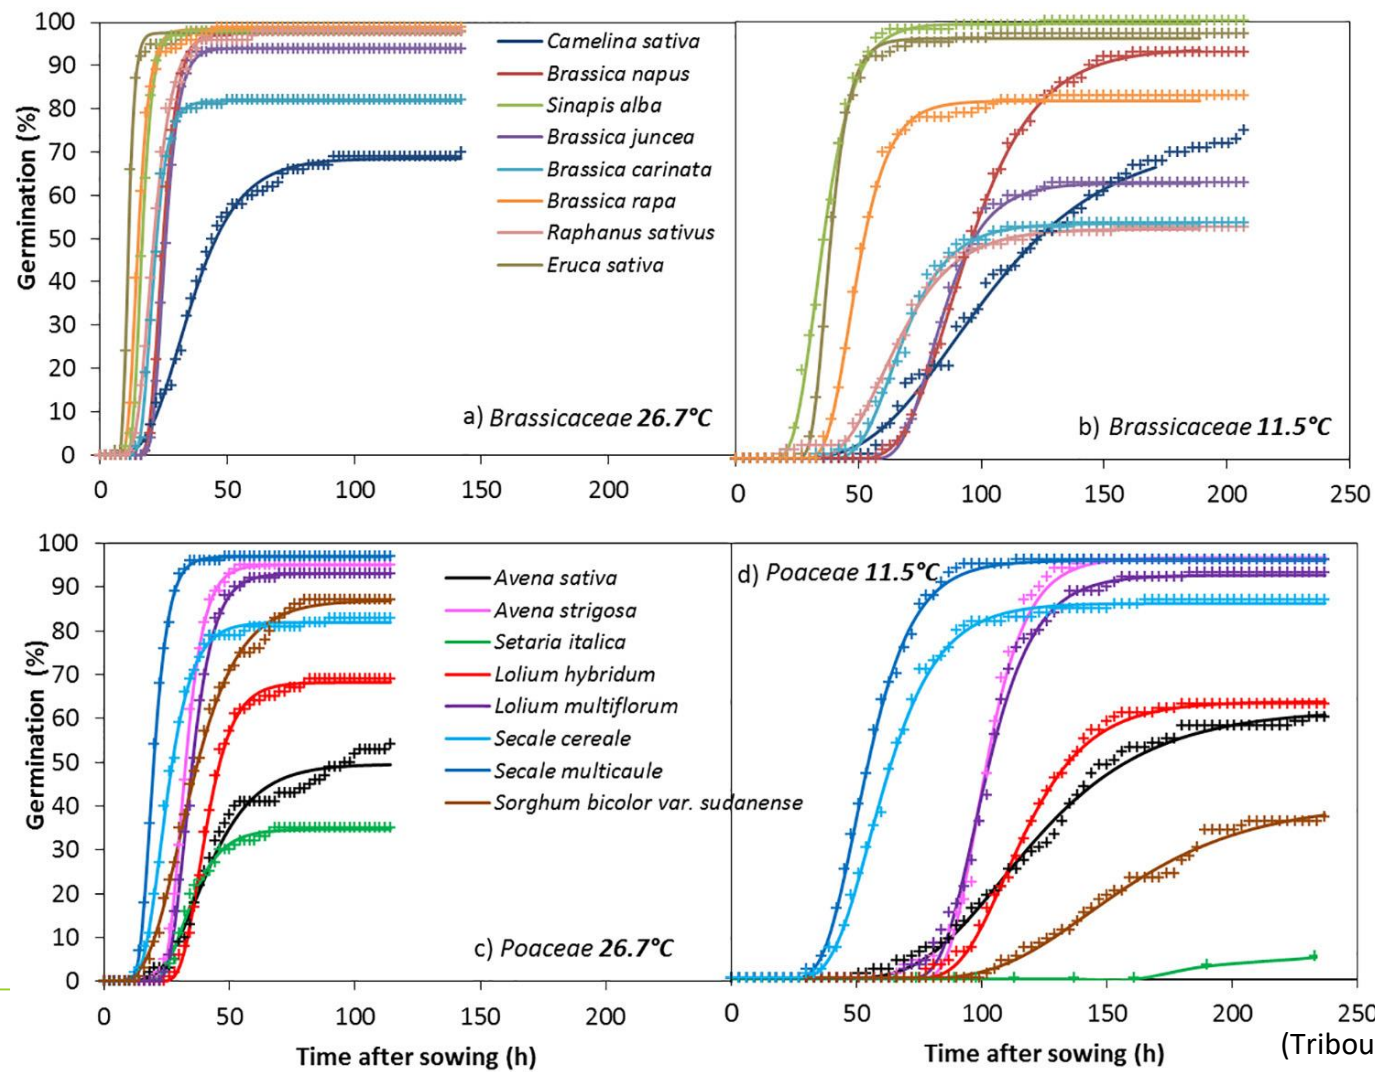 Germination (%)
100
90
80
70
60
50
40
30
20
10
0
0 50 100 150 200
Camelina sativa
Brassica napus
Sinapis alba
Brassica juncea
Brassica carinata
Brassica rapa
Raphanus sativus
Eruca sativa
a) Brassicaceae 26.7°C
b) Brassicaceae 11.5°C
0 50 100 150 200 250
Germination (%)
100
90
80
70
60
50
40
30
20
10
0
0 50 100 150 200
Avena sativa
Avena strigosa
Setaria italica
Lolium hybridum
Lolium multiflorum
Secale cereale
Secale multicaule
Sorghum bicolor var. sudanense
c) Poaceae 26.7°C
Time after sowing (h)
d) Poaceae 11.5°C
0 50 100 150 200 250
Time after sowing (h)
(Tribou